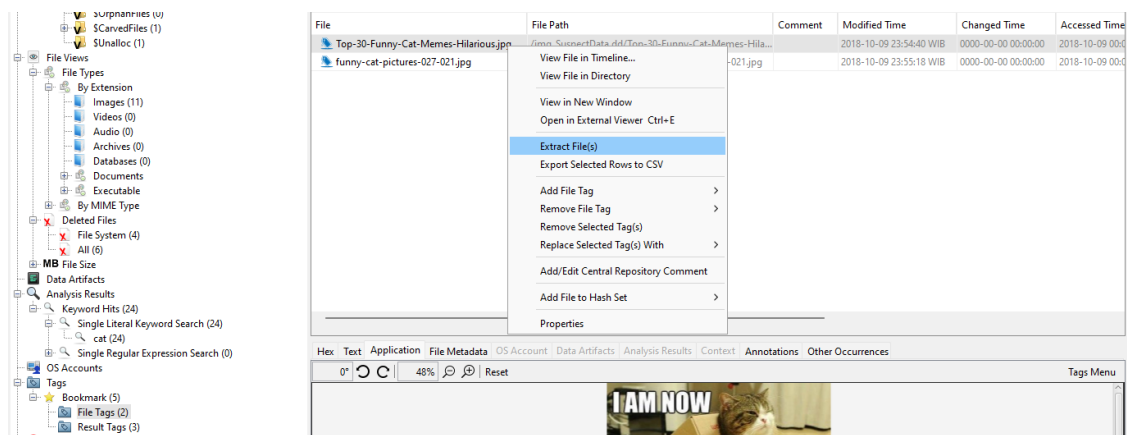 $OrphanFiles (0)
$CarvedFiles (1)
$Unalloc (1)
File Views
File Types
By Extension
Images (11)
Videos (0)
Audio (0)
Archives (0)
Databases (0)
Documents
Executable
By MIME Type
Deleted Files
File System (4)
All (6)
MB File Size
Data Artifacts
Analysis Results
Keyword Hits (24)
Single Literal Keyword Search (24)
cat (24)
Single Regular Expression Search (0)
OS Accounts
Tags
Bookmark (5)
File Tags (2)
Result Tags (3)
File File Path Comment Modified Time Changed Time Accessed Time
Top-30-Funny-Cat-Memes-Hilarious.jpg /img_SuspectData.dd/Top-30-Funny-Cat-Memes-Hila... 2018-10-09 23:54:40 WIB 0000-00-00 00:00:00 2018-10-09 00:0
funny-cat-pictures-027-021.jpg -021.jpg 2018-10-09 23:55:18 WIB 0000-00-00 00:00:00 2018-10-09 00:0
View File in Timeline...
View File in Directory
View in New Window
Open in External Viewer Ctrl+E
Extract File(s)
Export Selected Rows to CSV
Add File Tag
Remove File Tag
Remove Selected Tag(s)
Replace Selected Tag(s) With
Add/Edit Central Repository Comment
Add File to Hash Set
Properties
Hex Text Application File Metadata OS Account Data Artifacts Analysis Results Context Annotations Other Occurrences
0° 48% Reset Tags Menu
I AM NOW